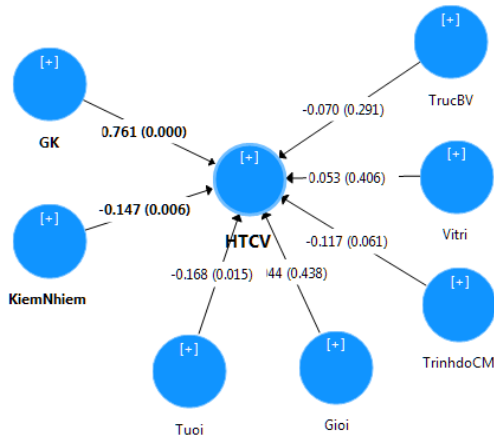 [+]
TrucBV
[+]
GK
-0.070 (0.291)
0.761 (0.000)
[+]
HTCV
[+]
Vitri
0.053 (0.406)
[+]
KiemNhiem
-0.147 (0.006)
-0.117 (0.061)
[+]
TrinhdoCM
-0.168 (0.015)
44 (0.438)
[+]
Tuoi
[+]
Gioi